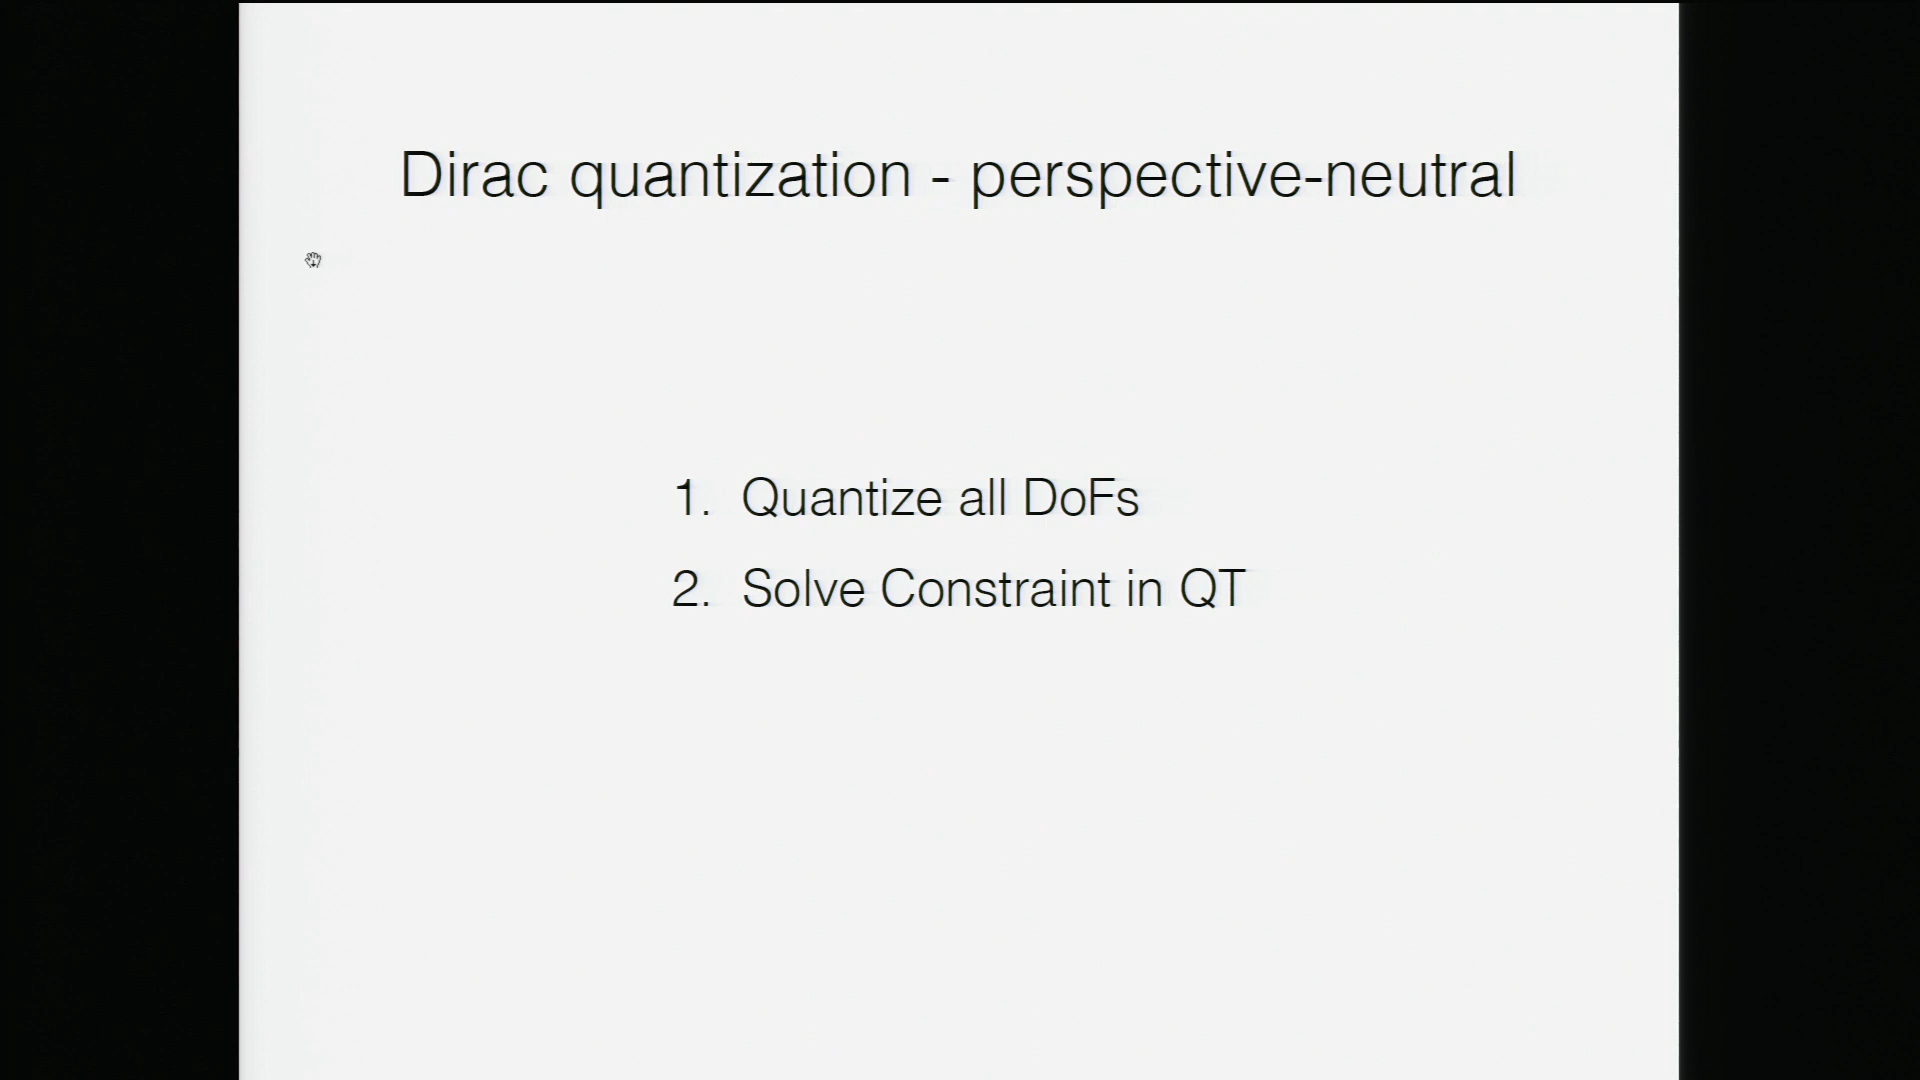 Dirac quantization - perspective-neutral
1. Quantize all DoFs
2. Solve Constraint in QT